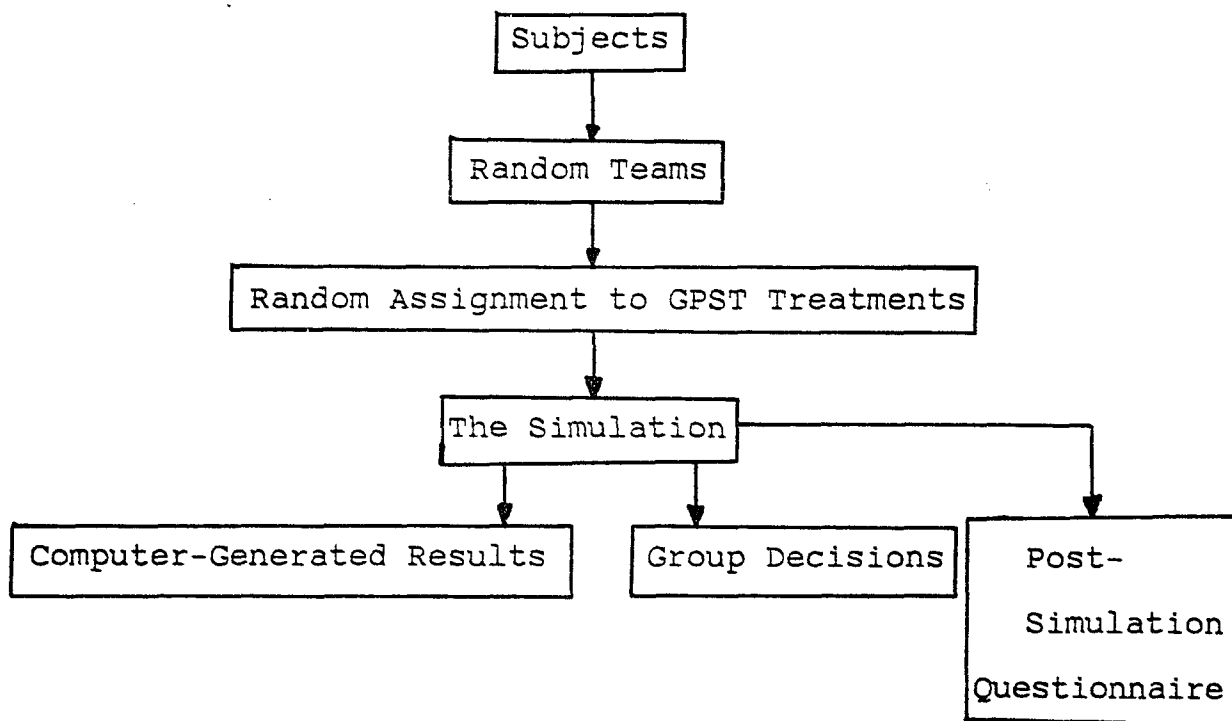 Subjects
Random Teams
Random Assignment to GPST Treatments
The Simulation
Computer-Generated Results
Group Decisions
Post-
Simulation
Questionnaire